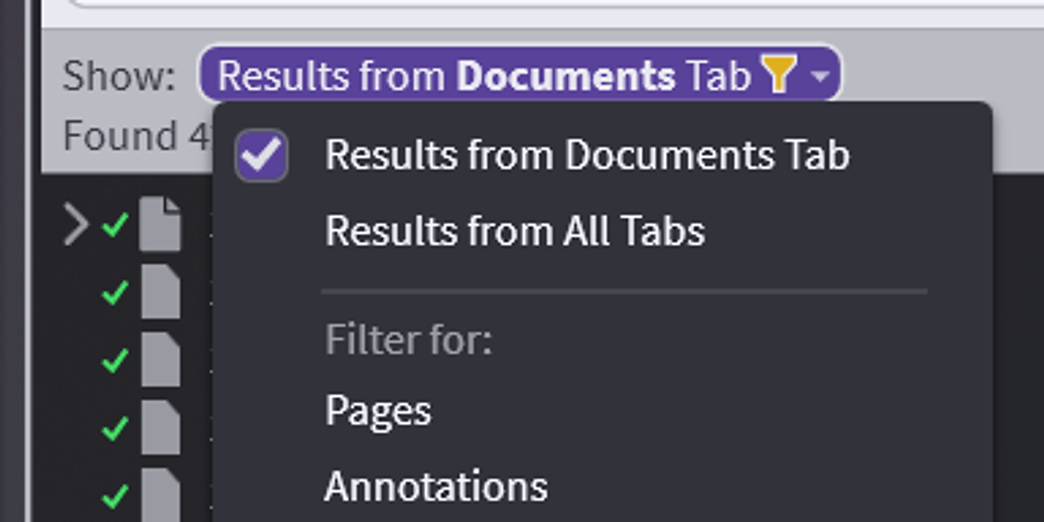 Show: Results from Documents Tab
Found 4
Results from Documents Tab
Results from All Tabs
Filter for:
Pages
Annotations